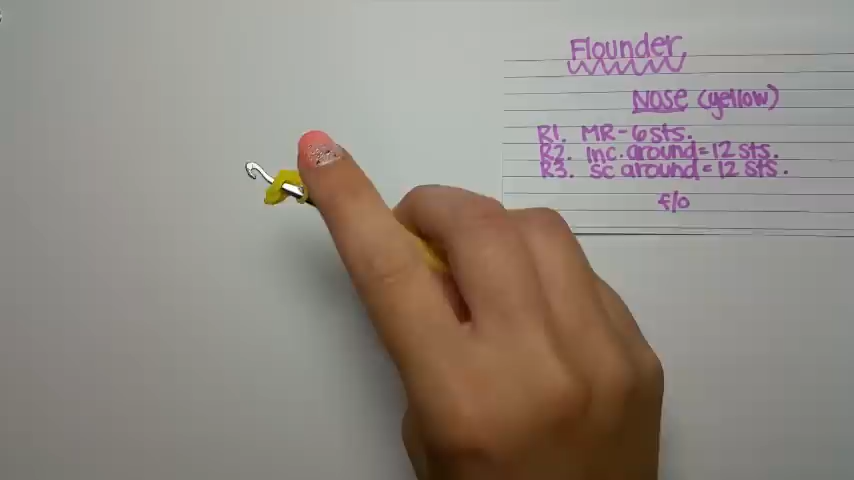 Flounder
Nose (yellow)
R1. MR-6sts.
R2. inc. around=12 sts.
R3. sc around=12 sts.
f/o